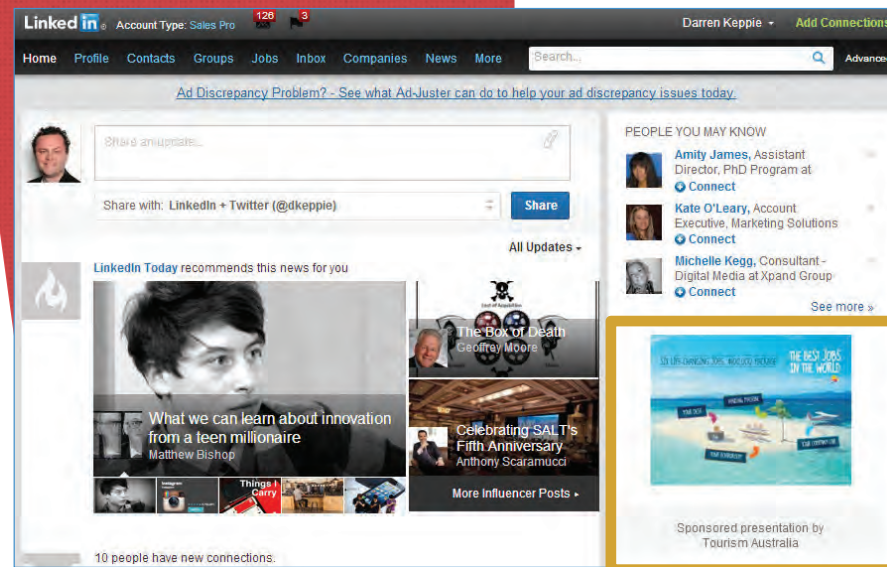 Linked in® Account Type: Sales Pro 126 3 Darren Keppie Add Connections
Home Profile Contacts Groups Jobs Inbox Companies News More Search... Advance
Ad Discrepancy Problem? - See what Ad-Juster can do to help your ad discrepancy issues today.
Share an update...
Share with: LinkedIn + Twitter (@dkeppie) Share
All Updates
LinkedIn Today recommends this news for you
What we can learn about innovation
from a teen millionaire
Matthew Bishop
Cost of Acquisition
The Box of Death
Geoffrey Moore
Celebrating SALT's
Fifth Anniversary
Anthony Scaramucci
Instagram
Things I
Carry
More Influencer Posts
10 people have new connections.
PEOPLE YOU MAY KNOW
Amity James, Assistant
Director, PhD Program at
Connect
Kate O'Leary, Account
Executive, Marketing Solutions
Connect
Michelle Kegg, Consultant -
Digital Media at Xpand Group
Connect
See more »
THE BEST JOBS
IN THE WORLD
Sponsored presentation by
Tourism Australia